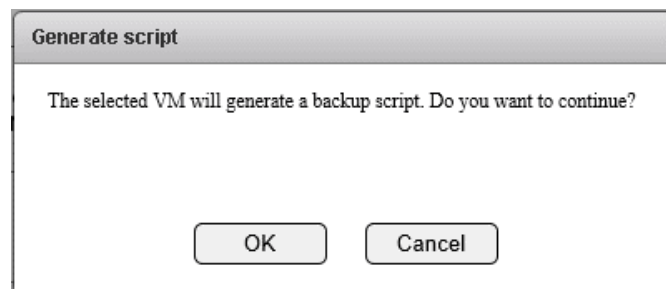 Generate script
The selected VM will generate a backup script. Do you want to continue?
OK
Cancel